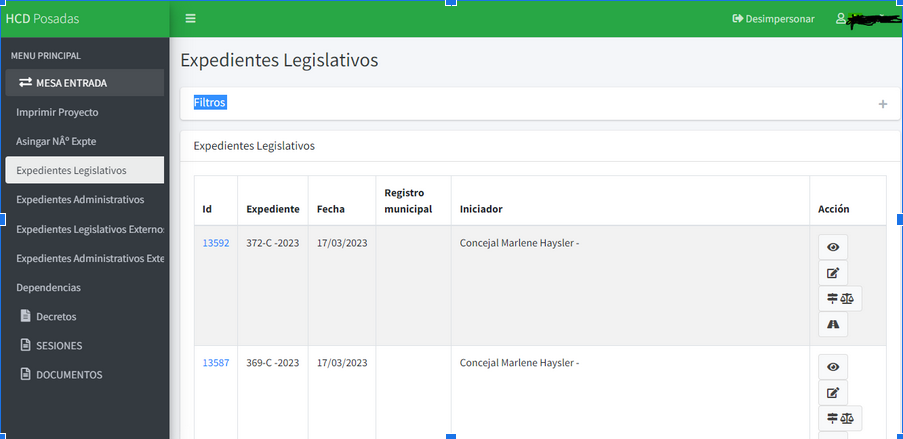 HCD Posadas
Desimpersonar
MENU PRINCIPAL
MESA ENTRADA
Imprimir Proyecto
Asingar NÂº Expte
Expedientes Legislativos
Expedientes Administrativos
Expedientes Legislativos Externos
Expedientes Administrativos Exte
Dependencias
Decretos
SESIONES
DOCUMENTOS
Expedientes Legislativos
Filtros
Expedientes Legislativos
Id Expediente Fecha Registro municipal Iniciador Acción
13592 372-C -2023 17/03/2023 Concejal Marlene Haysler -
13587 369-C -2023 17/03/2023 Concejal Marlene Haysler -